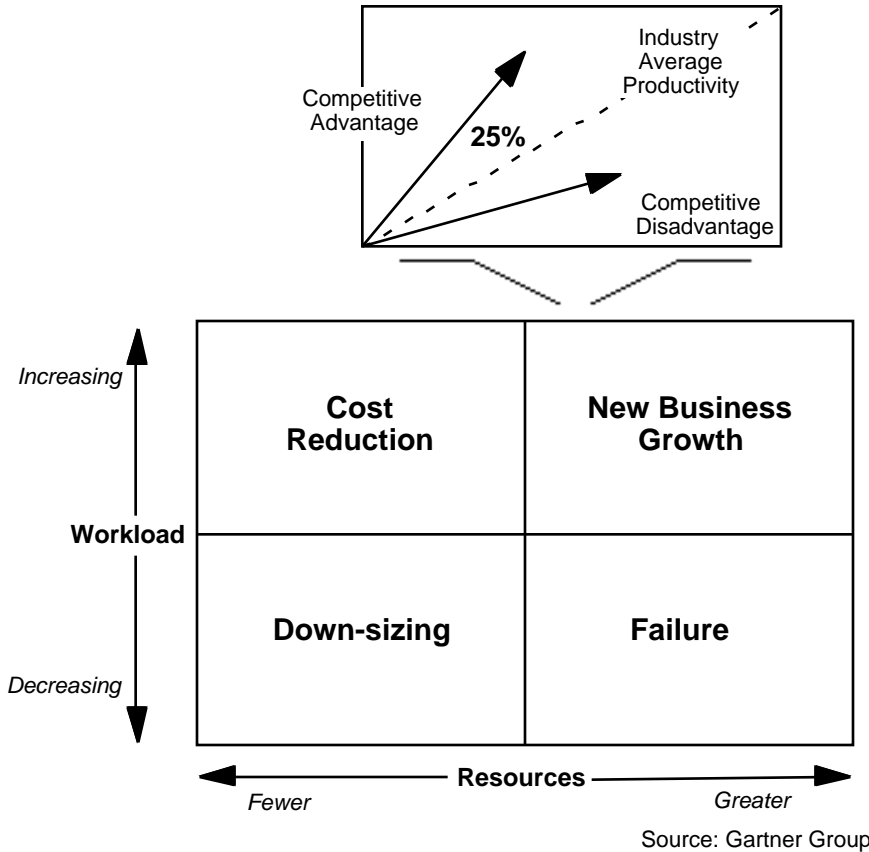 Industry
Average
Productivity
Competitive
Advantage
25%
Competitive
Disadvantage
Increasing
Cost
Reduction
New Business
Growth
Workload
Down-sizing
Failure
Decreasing
Resources
Fewer
Greater
Source: Gartner Group